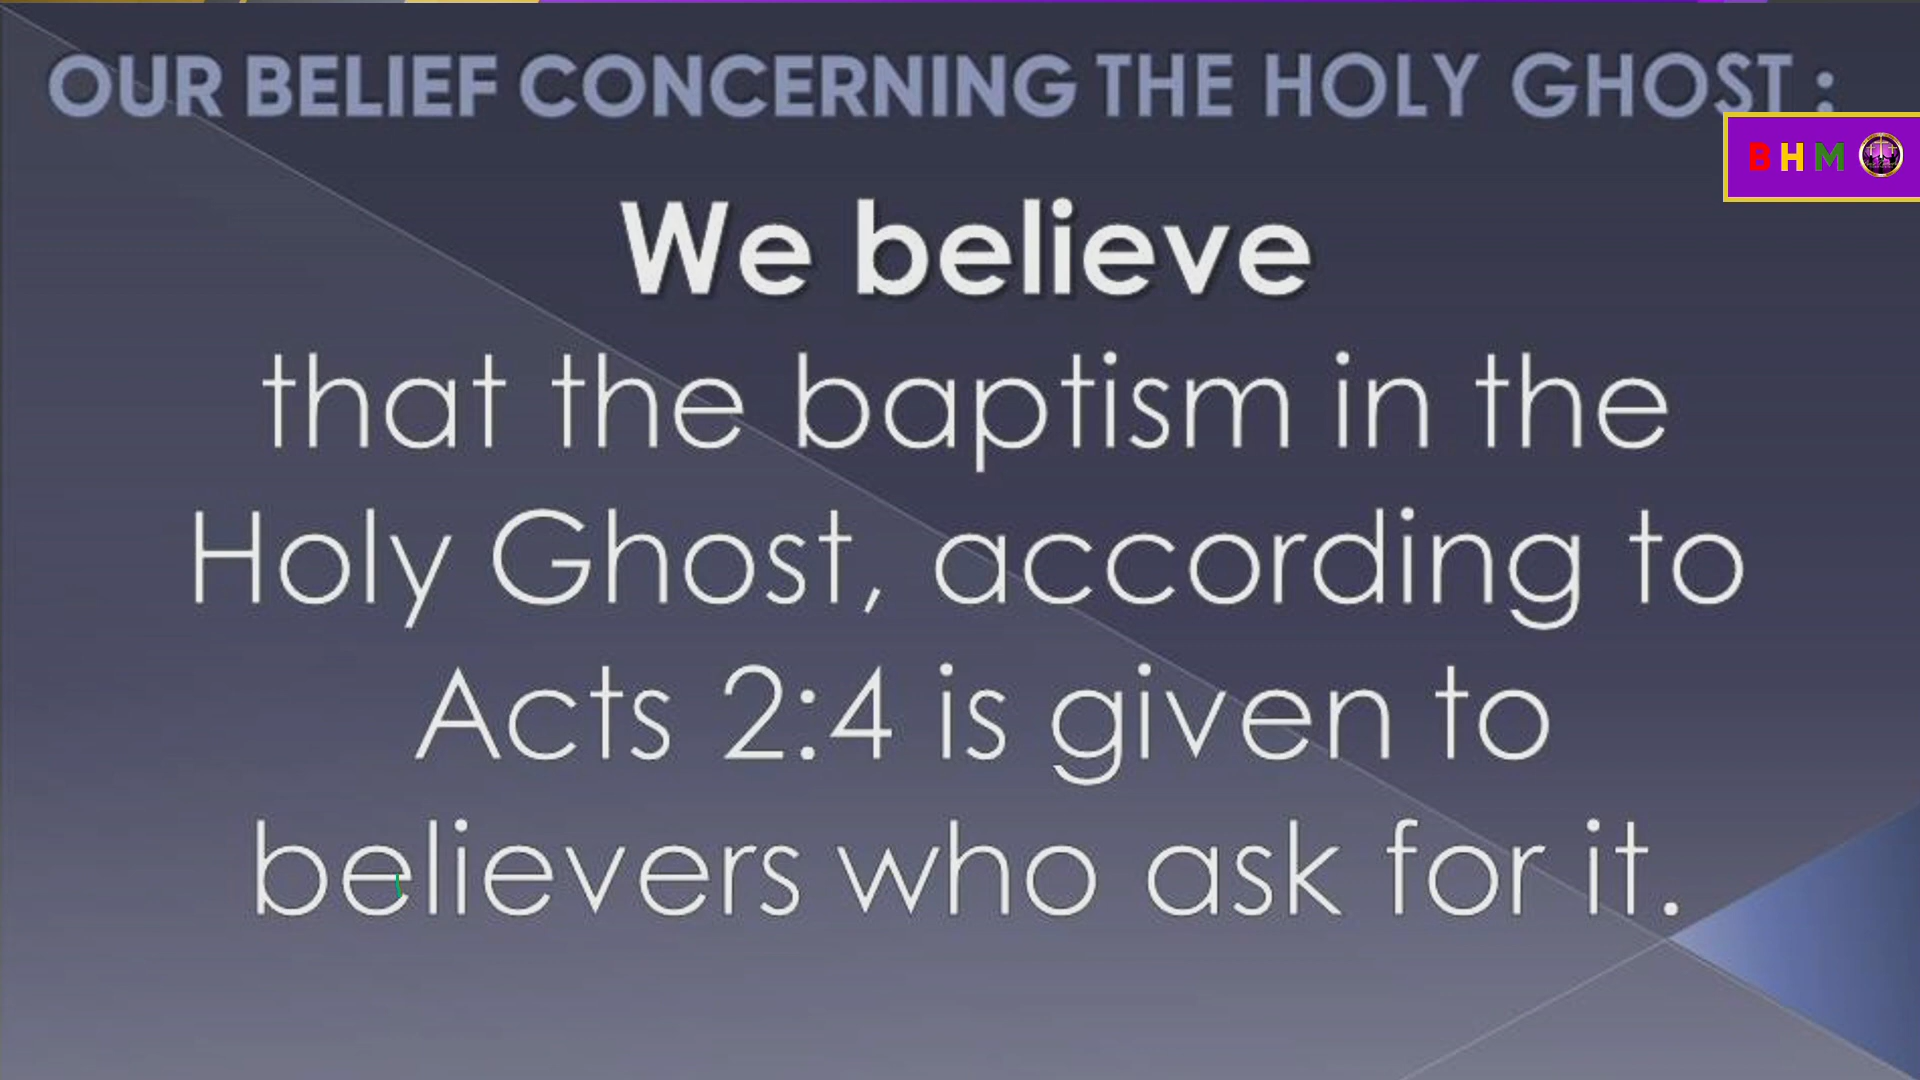 OUR BELIEF CONCERNING THE HOLY GHOST :
BHM
We believe
that the baptism in the
Holy Ghost, according to
Acts 2:4 is given to
believers who ask for it.